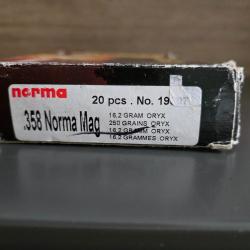 norma
20 pcs . No. 19
.358 Norma Mag
16,2 GRAM ORYX
250 GRAINS ORYX
16,2 GRAMM ORYX
16,2 GRAMMES ORYX